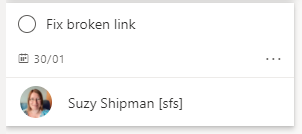 Fix broken link
30/01
Suzy Shipman [sfs]